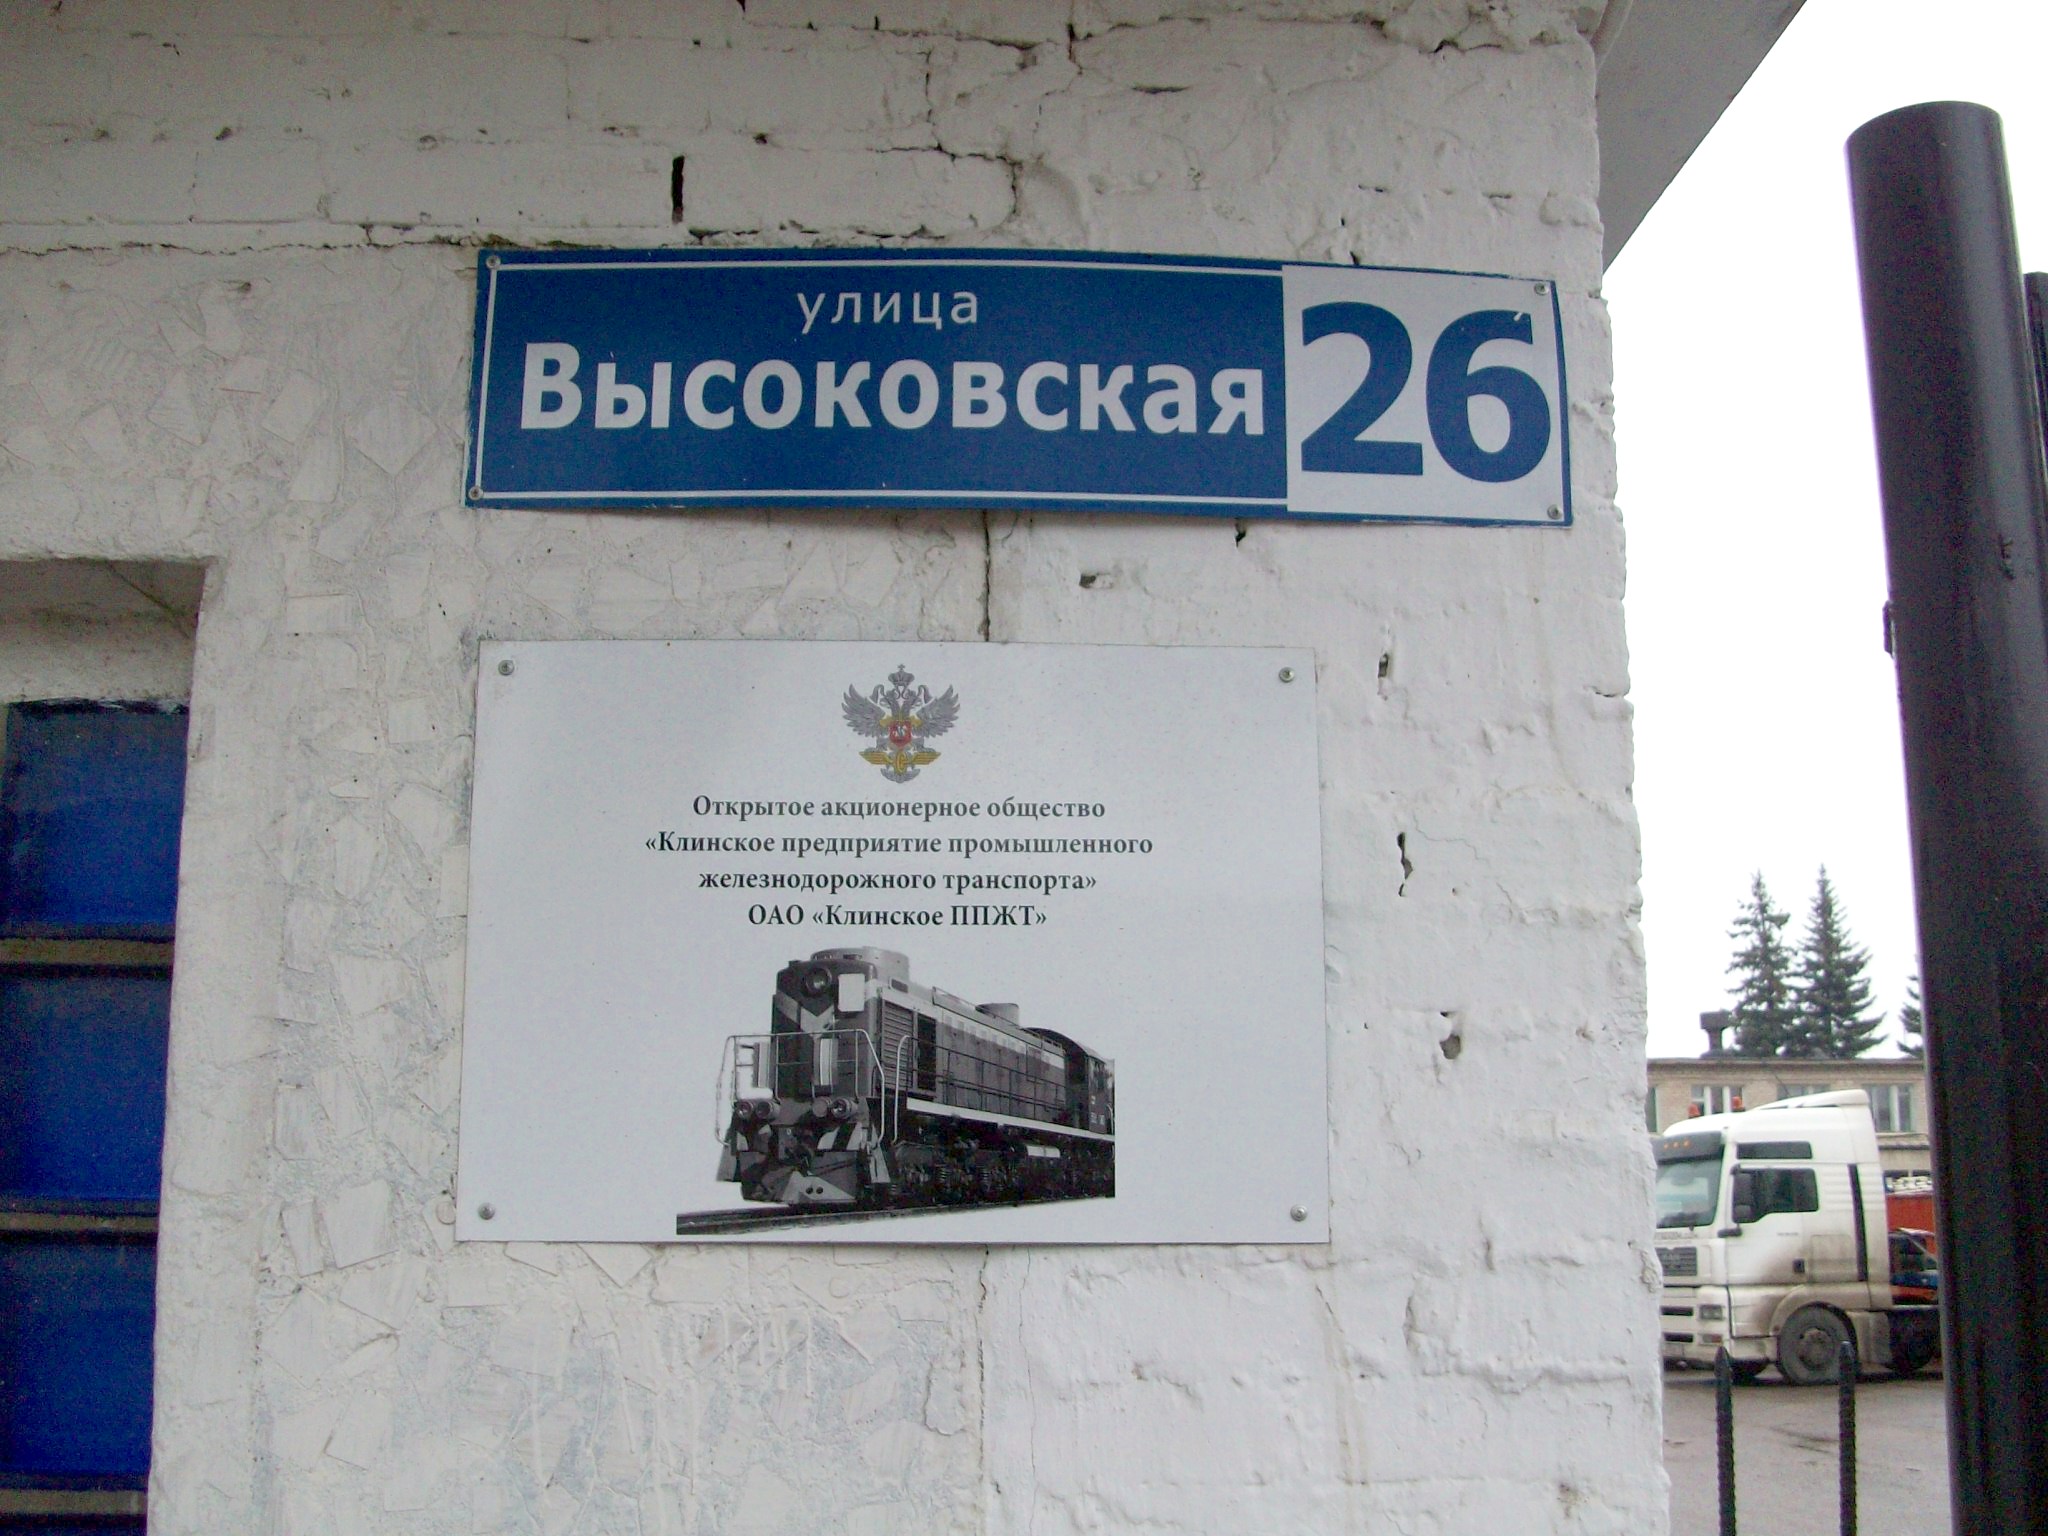 улица
Высоковская
26
Открытое акционерное общество
«Клинское предприятие промышленного
железнодорожного транспорта»
ОАО «Клинское ППЖТ»